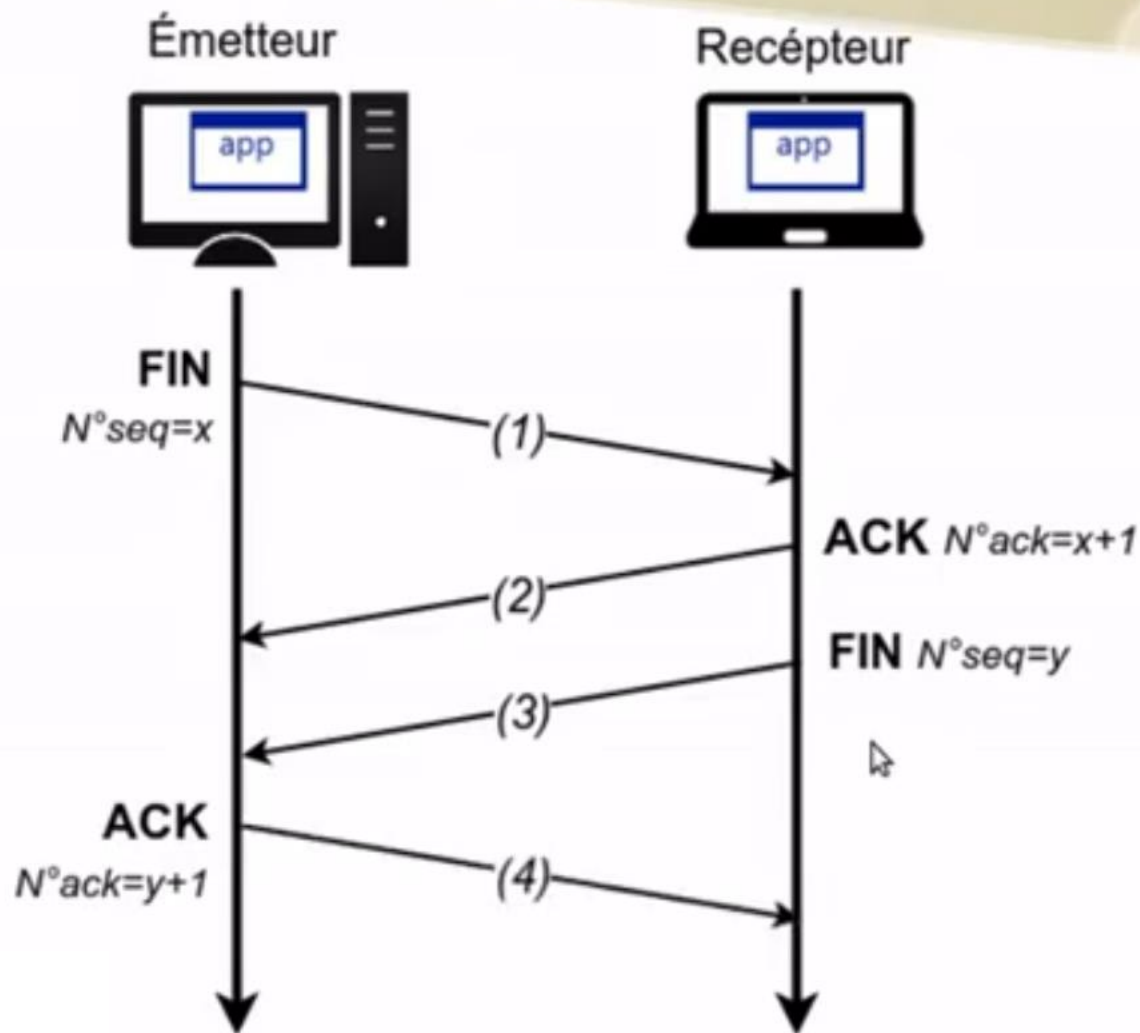 Émetteur
Recépteur
app
app
FIN
N°seq=x
(1)
ACK N°ack=x+1
(2)
FIN N°seq=y
(3)
ACK
N°ack=y+1
(4)